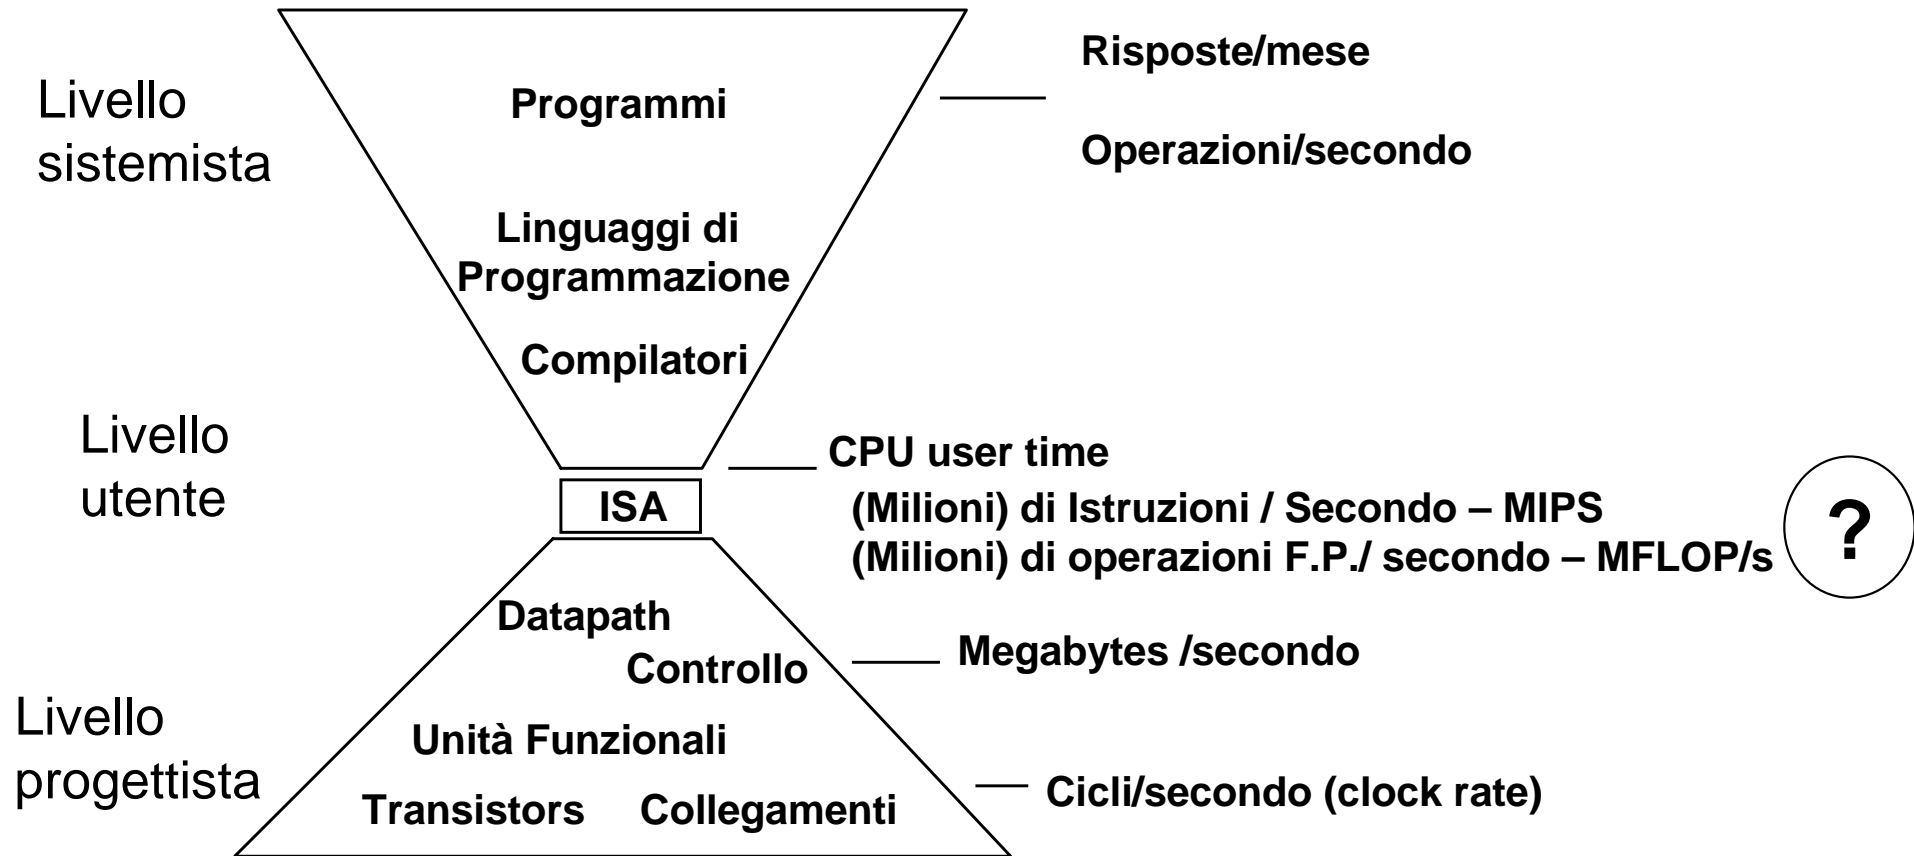 Livello
sistemista
Programmi
Linguaggi di
Programmazione
Compilatori
Risposte/mese
Operazioni/secondo
Livello
utente
ISA
CPU user time
(Milioni) di Istruzioni / Secondo – MIPS
(Milioni) di operazioni F.P./ secondo – MFLOP/s
?
Livello
progettista
Datapath
Controllo
Unità Funzionali
Transistors
Collegamenti
Megabytes /secondo
Cicli/secondo (clock rate)